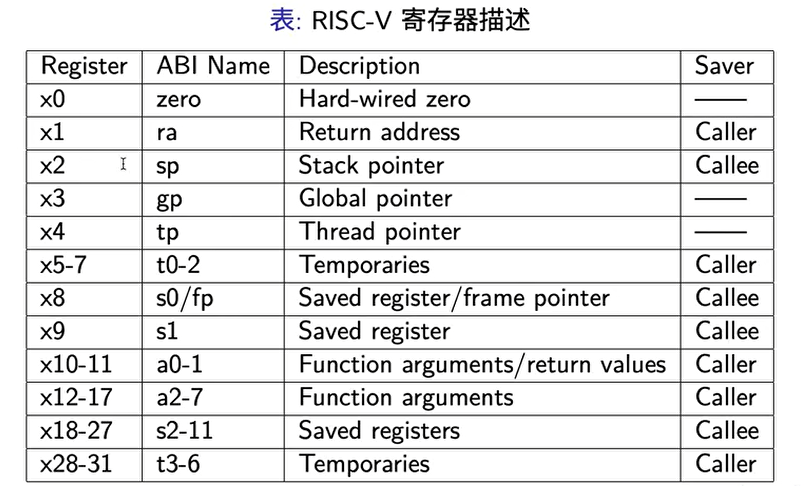 表: RISC-V 寄存器描述
Register ABI Name Description Saver
x0 zero Hard-wired zero ——
x1 ra Return address Caller
x2 sp Stack pointer Callee
x3 gp Global pointer ——
x4 tp Thread pointer ——
x5-7 t0-2 Temporaries Caller
x8 s0/fp Saved register/frame pointer Callee
x9 s1 Saved register Callee
x10-11 a0-1 Function arguments/return values Caller
x12-17 a2-7 Function arguments Caller
x18-27 s2-11 Saved registers Callee
x28-31 t3-6 Temporaries Caller